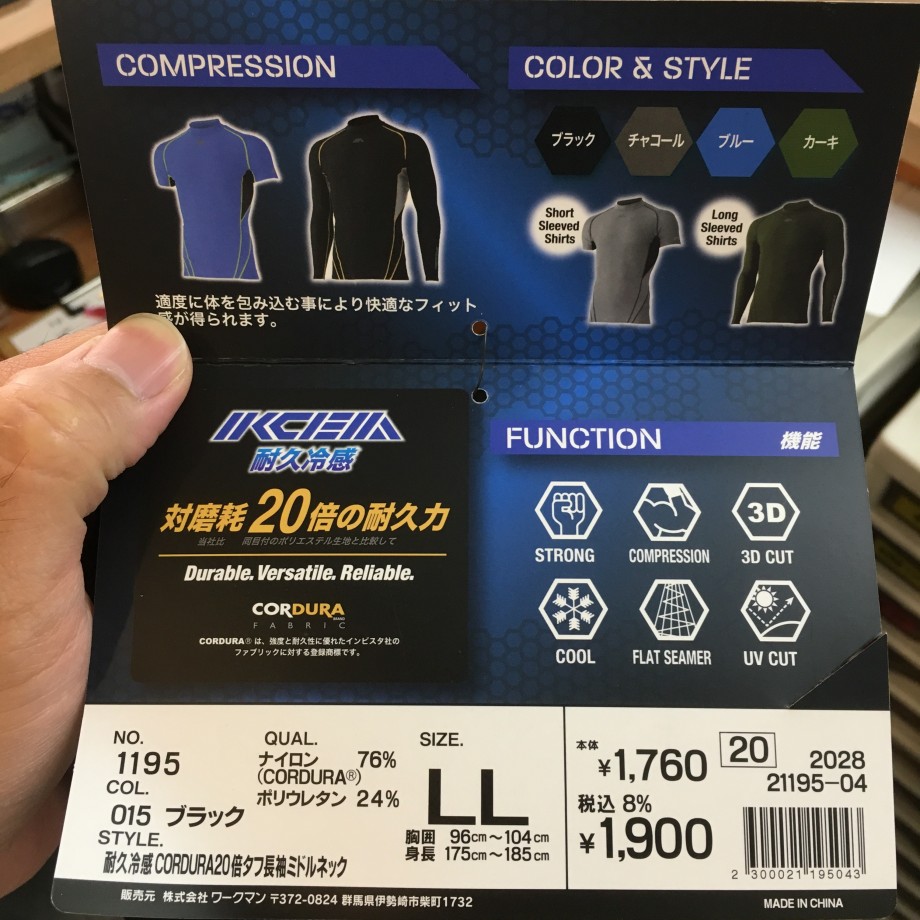 COMPRESSION
COLOR & STYLE
ブラック
チャコール
ブルー
カーキ
Short
Sleeved
Shirts
Long
Sleeved
Shirts
適度に体を包み込む事により快適なフィット
感が得られます。
耐久冷感
対磨耗20倍の耐久力
当社比 同目付のポリエステル生地と比較して
Durable. Versatile. Reliable.
CORDURA
BRAND
FABRIC
CORDURA® は、強度と耐久性に優れたインビスタ社の
ファブリックに対する登録商標です。
FUNCTION 機能
3D
STRONG COMPRESSION 3D CUT
COOL FLAT SEAMER UV CUT
NO.
1195
COL.
015 ブラック
STYLE.
耐久冷感CORDURA20倍タフ長袖ミドルネック
QUAL.
ナイロン 76%
(CORDURA®)
ポリウレタン 24%
SIZE.
LL
胸囲 96cm〜104cm
身長 175cm〜185cm
本体
¥1,760
税込 8%
¥1,900
20
2028
21195-04
2 300021 195043
販売元 株式会社 ワークマン 〒372-0824 群馬県伊勢崎市柴町1732
MADE IN CHINA